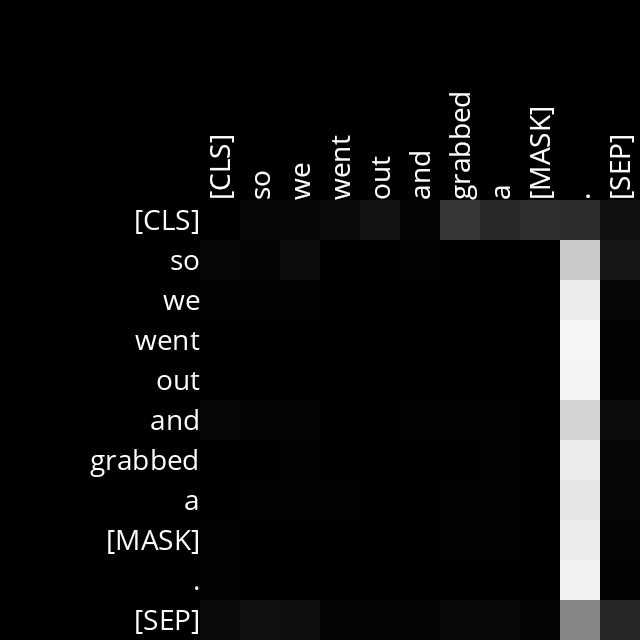 [CLS] so we went out and grabbed a [MASK] . [SEP]
[CLS]
so
we
went
out
and
grabbed
a
[MASK]
.
[SEP]